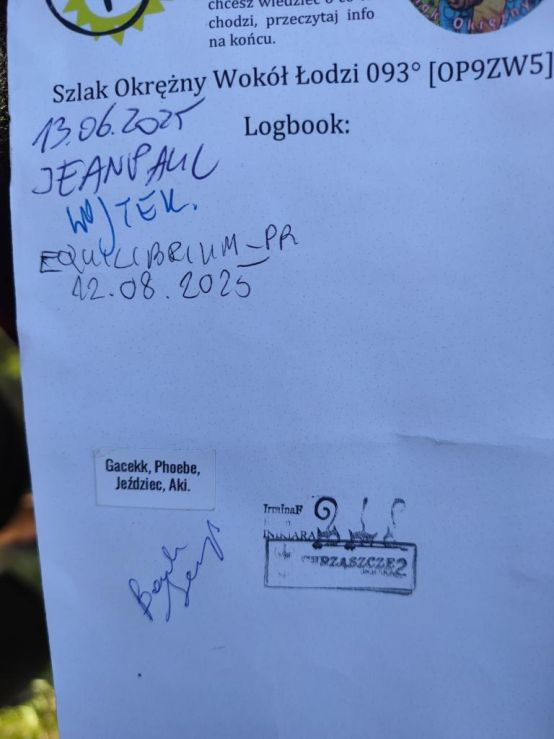 chcesz wiedzieć o co
chodzi, przeczytaj info
na końcu.
Szlak Okrężny Wokół Łodzi 093° [OP9ZW5]
Logbook:
13.06.2025
JEANPAUL
WOJTEK.
EQUILIBRIUM_PR
12.08.2025
Gacekk, Phoebe,
Jeździec, Aki.
IrminaF
CHRZĄSZCZE2